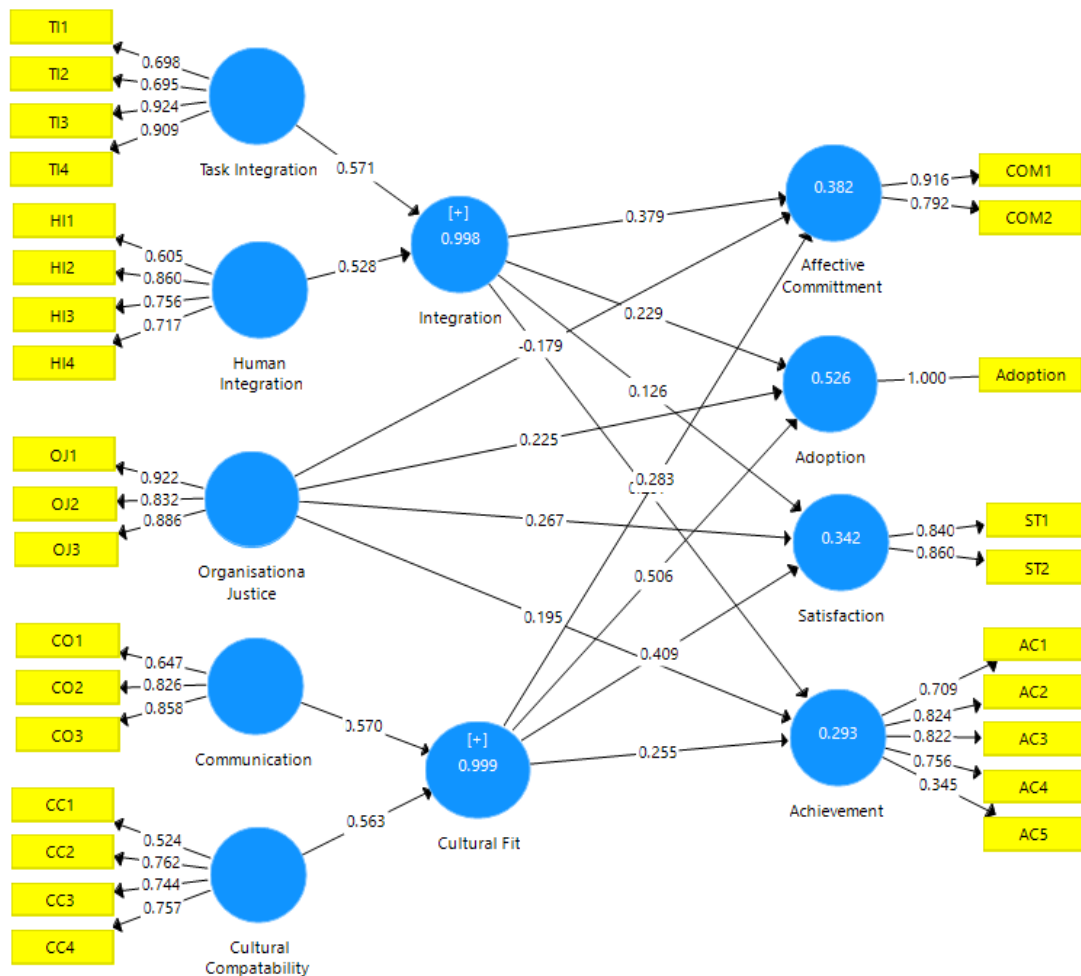 TI1
TI2
TI3
TI4
0.698
0.695
0.924
0.909
Task Integration
0.571
HI1
HI2
HI3
HI4
0.605
0.860
0.756
0.717
Human
Integration
0.528
[+]
0.998
Integration
OJ1
OJ2
OJ3
0.922
0.832
0.886
Organisationa
Justice
CO1
CO2
CO3
0.647
0.826
0.858
Communication
0.570
CC1
CC2
CC3
CC4
0.524
0.762
0.744
0.757
Cultural
Compatability
0.563
[+]
0.999
Cultural Fit
0.379
0.229
-0.179
0.126
0.225
0.283
0.267
0.506
0.195
0.409
0.255
0.382
Affective
Committment
0.916
0.792
COM1
COM2
0.526
Adoption
1.000
Adoption
0.342
Satisfaction
0.840
0.860
ST1
ST2
0.293
Achievement
0.709
0.824
0.822
0.756
0.345
AC1
AC2
AC3
AC4
AC5